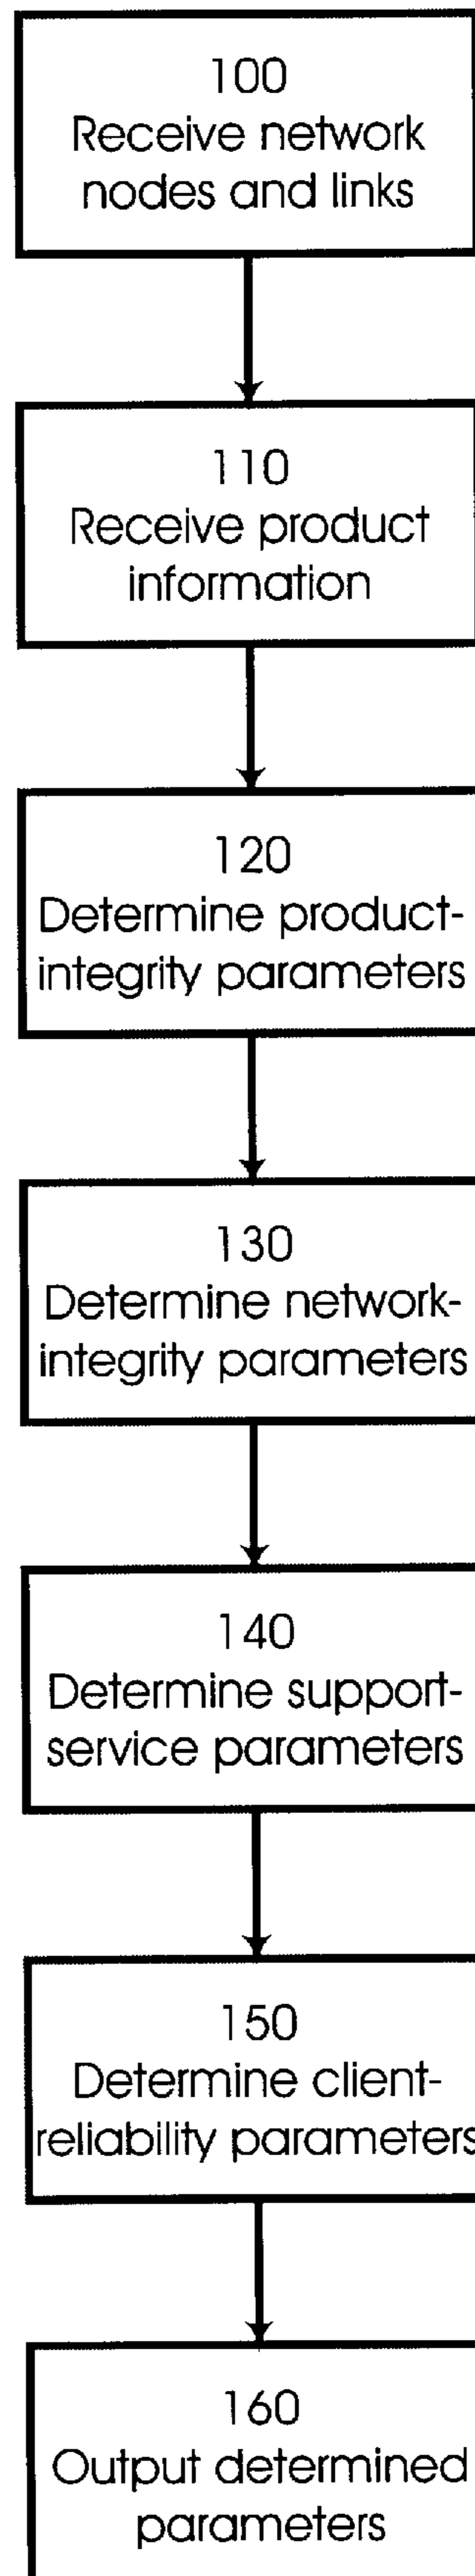 100
Receive network
nodes and links
110
Receive product
information
120
Determine product-
integrity parameters
130
Determine network-
integrity parameters
140
Determine support-
service parameters
150
Determine client-
reliability parameters
160
Output determined
parameters